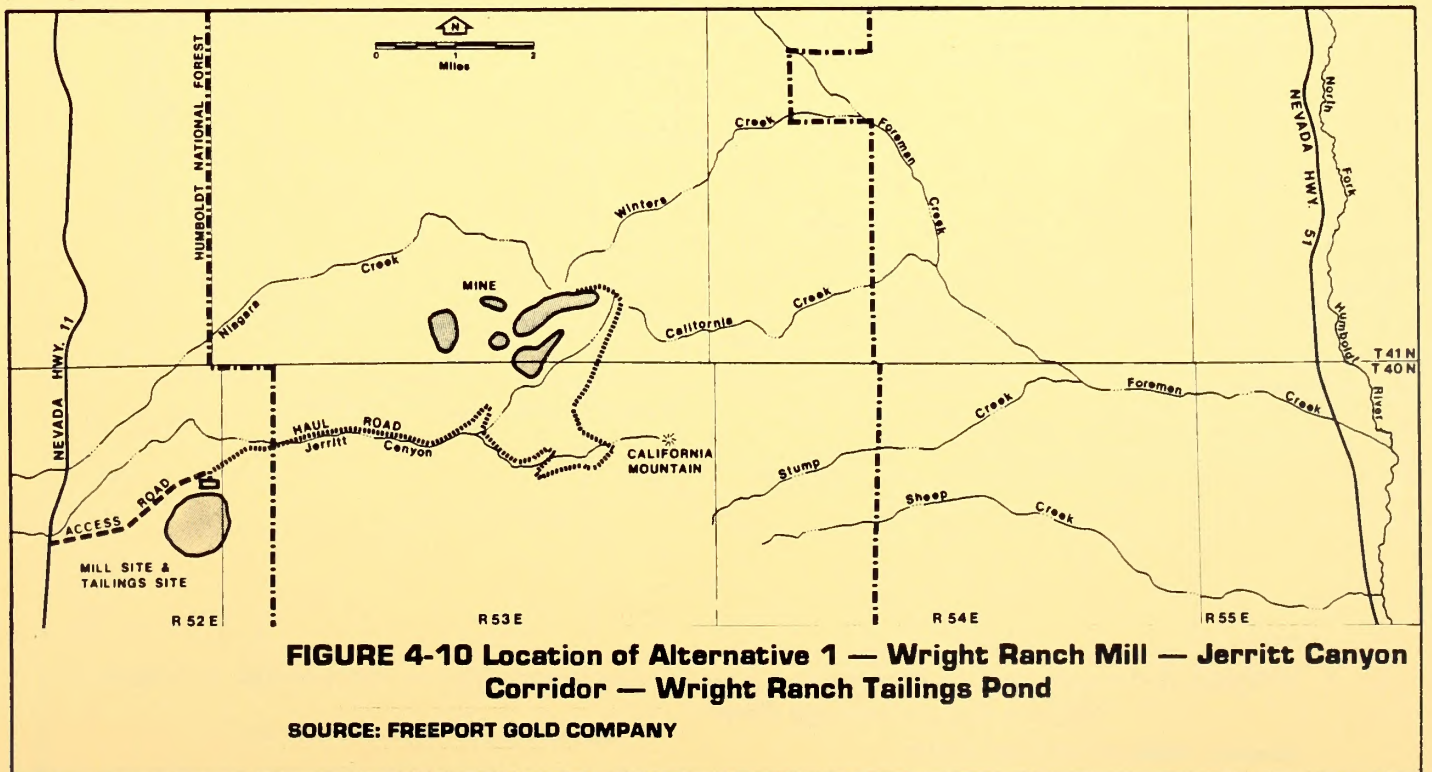 N
0 1 2
Miles
HUMBOLDT NATIONAL FOREST
NEVADA HWY. 11
Niagara Creek
MINE
Winters Creek
Foreman Creek
California Creek
NEVADA HWY. 51
North Fork Humboldt River
T 41 N
T 40 N
HAUL ROAD
Jerritt Canyon
CALIFORNIA
MOUNTAIN
Stump Creek
Foreman Creek
Sheep Creek
ACCESS ROAD
MILL SITE &
TAILINGS SITE
R 52 E
R 53 E
R 54 E
R 55 E
FIGURE 4-10 Location of Alternative 1 — Wright Ranch Mill — Jerritt Canyon
Corridor — Wright Ranch Tailings Pond
SOURCE: FREEPORT GOLD COMPANY